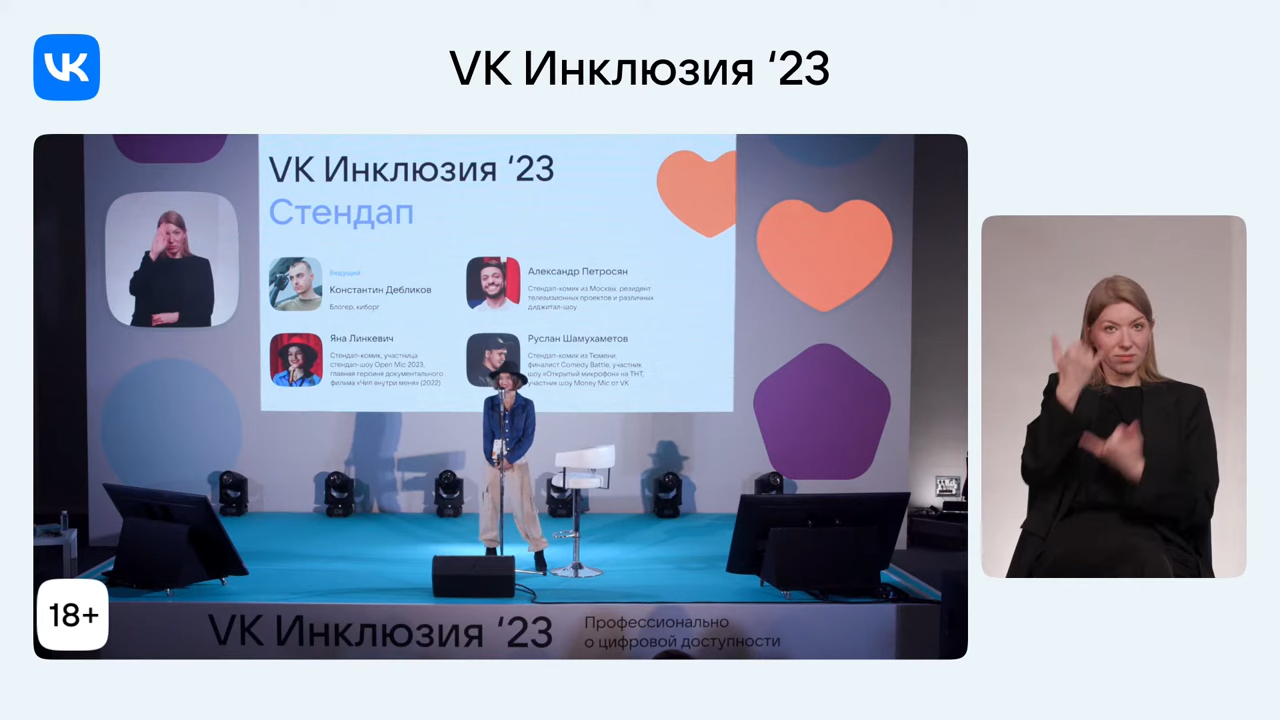 VK
VK Инклюзия ‘23
VK Инклюзия ‘23
Стендап
Ведущий
Константин Дебликов
Блогер, киборг
Александр Петросян
Стендап-комик из Москвы, резидент
телевизионных проектов и различных
диджитал-шоу
Яна Линкевич
Стендап-комик, участница
стендап-шоу Open Mic 2023,
главная героиня документального
фильма «Чип внутри меня» (2022)
Руслан Шамухаметов
Стендап-комик из Тюмени,
финалист Comedy Battle, участник
шоу «Открытый микрофон» на ТНТ,
участник шоу Money Mic от VK
18+
VK Инклюзия ‘23
Профессионально
о цифровой доступности